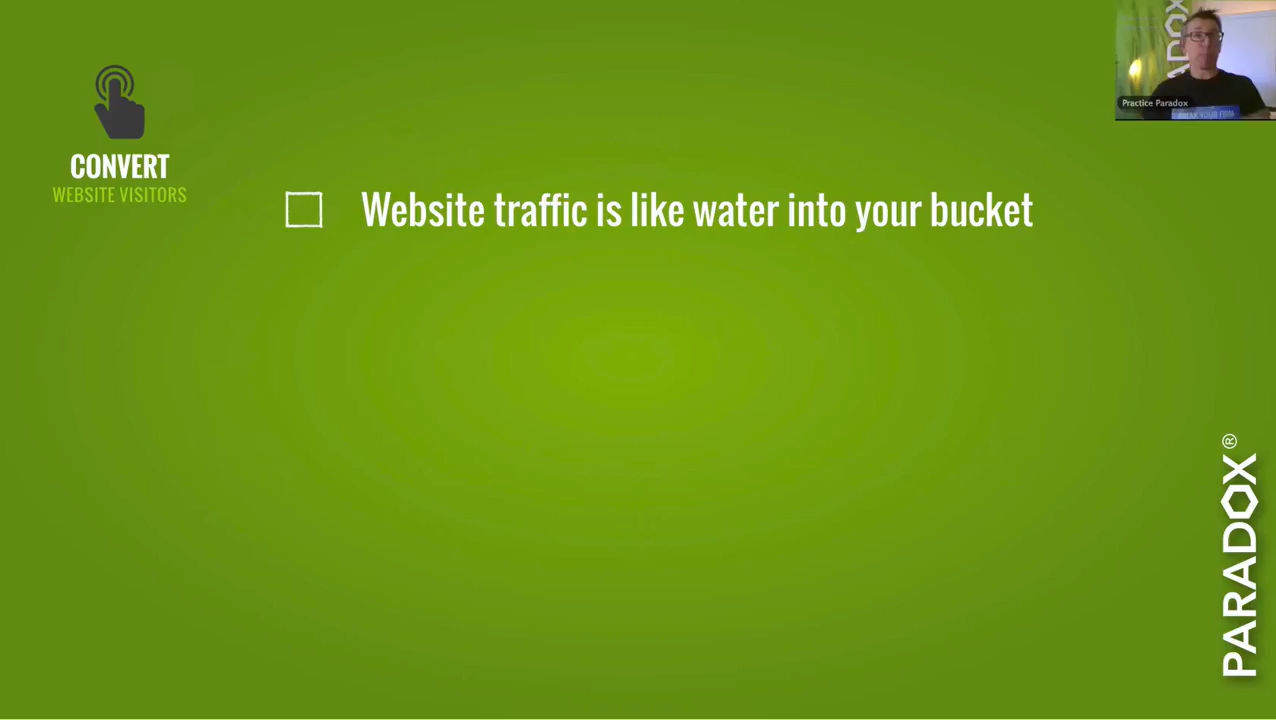 CONVERT
WEBSITE VISITORS
Website traffic is like water into your bucket
Practice Paradox
PARADOX®